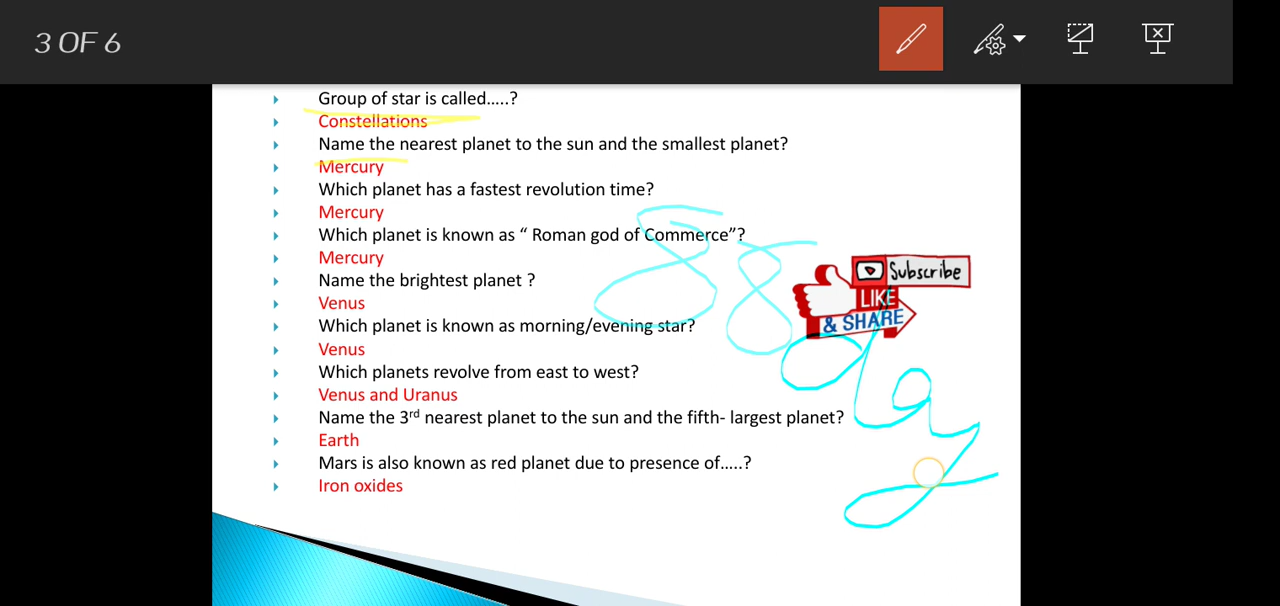 3 OF 6
Group of star is called.....?
Constellations
Name the nearest planet to the sun and the smallest planet?
Mercury
Which planet has a fastest revolution time?
Mercury
Which planet is known as “ Roman god of Commerce”?
Mercury
Name the brightest planet ?
Venus
Which planet is known as morning/evening star?
Venus
Which planets revolve from east to west?
Venus and Uranus
Name the 3rd nearest planet to the sun and the fifth- largest planet?
Earth
Mars is also known as red planet due to presence of.....?
Iron oxides
Subscribe
LIKE
& SHARE
88
day